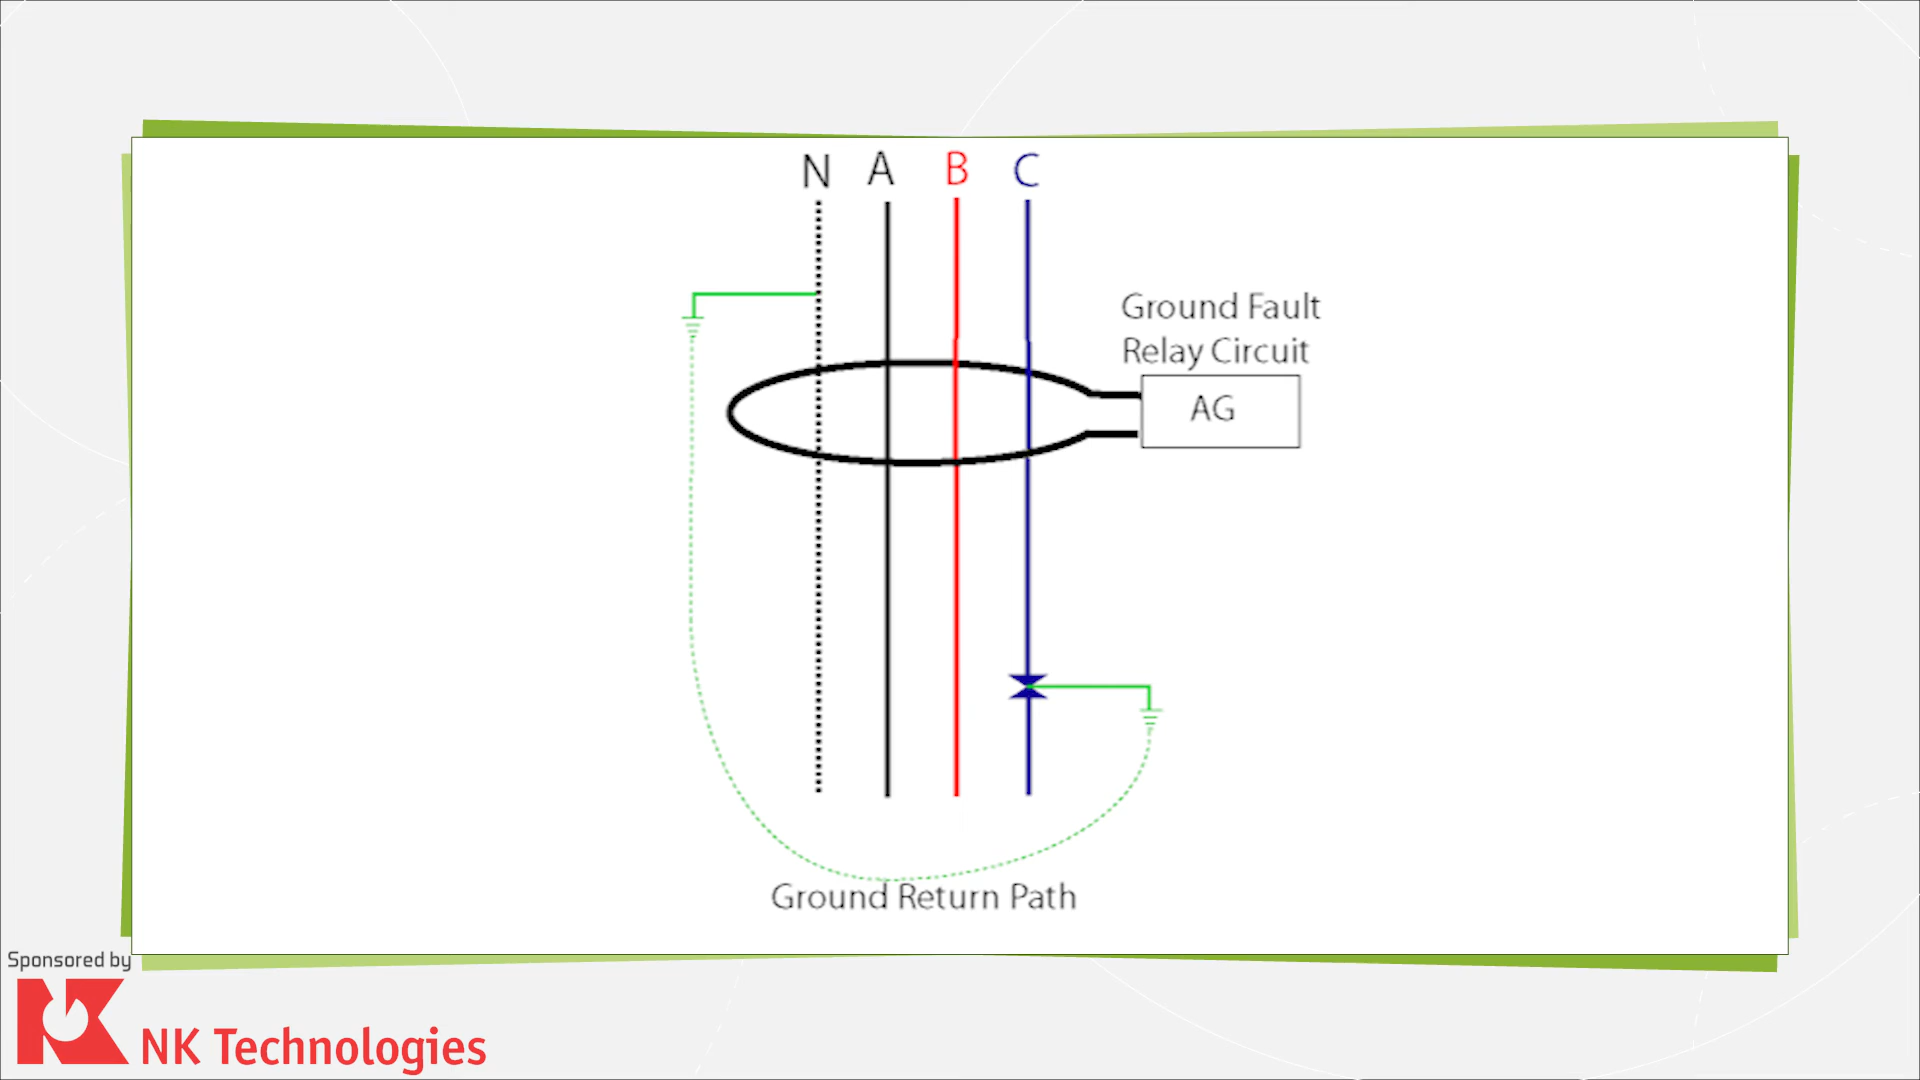 N A B C
Ground Fault
Relay Circuit
AG
Ground Return Path
Sponsored by
NK Technologies